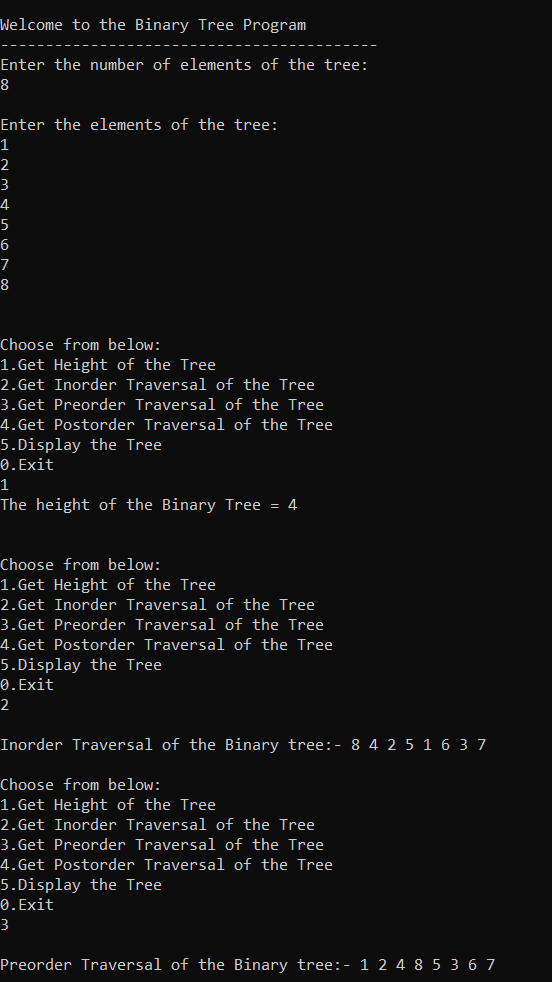 Welcome to the Binary Tree Program
------------------------------------------
Enter the number of elements of the tree:
8
Enter the elements of the tree:
1
2
3
4
5
6
7
8
Choose from below:
1.Get Height of the Tree
2.Get Inorder Traversal of the Tree
3.Get Preorder Traversal of the Tree
4.Get Postorder Traversal of the Tree
5.Display the Tree
0.Exit
1
The height of the Binary Tree = 4
Choose from below:
1.Get Height of the Tree
2.Get Inorder Traversal of the Tree
3.Get Preorder Traversal of the Tree
4.Get Postorder Traversal of the Tree
5.Display the Tree
0.Exit
2
Inorder Traversal of the Binary tree:- 8 4 2 5 1 6 3 7
Choose from below:
1.Get Height of the Tree
2.Get Inorder Traversal of the Tree
3.Get Preorder Traversal of the Tree
4.Get Postorder Traversal of the Tree
5.Display the Tree
0.Exit
3
Preorder Traversal of the Binary tree:- 1 2 4 8 5 3 6 7